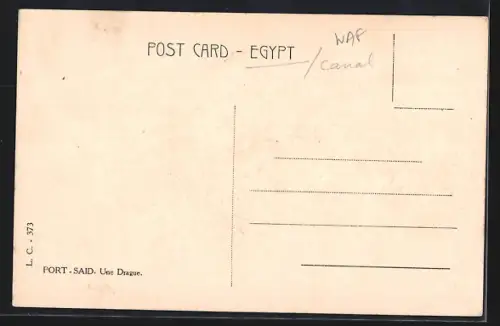 POST CARD - EGYPT
WAF
/ canal
L. C. - 373
PORT - SAID. Une Drague.